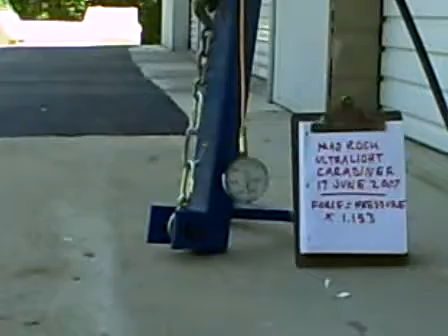 MAD ROCK
ULTRALIGHT
CARABINER
17 JUNE 2007
FORCE = PRESSURE
X 1.153